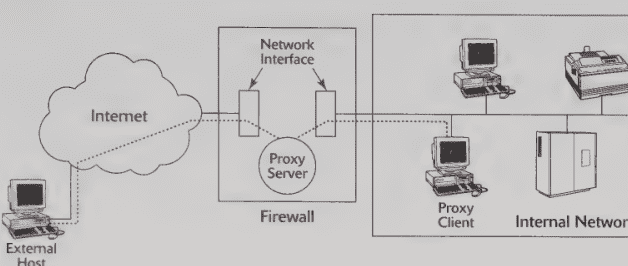 Network
Interface
Internet
Proxy
Server
Firewall
External
Host
Proxy
Client
Internal Networ